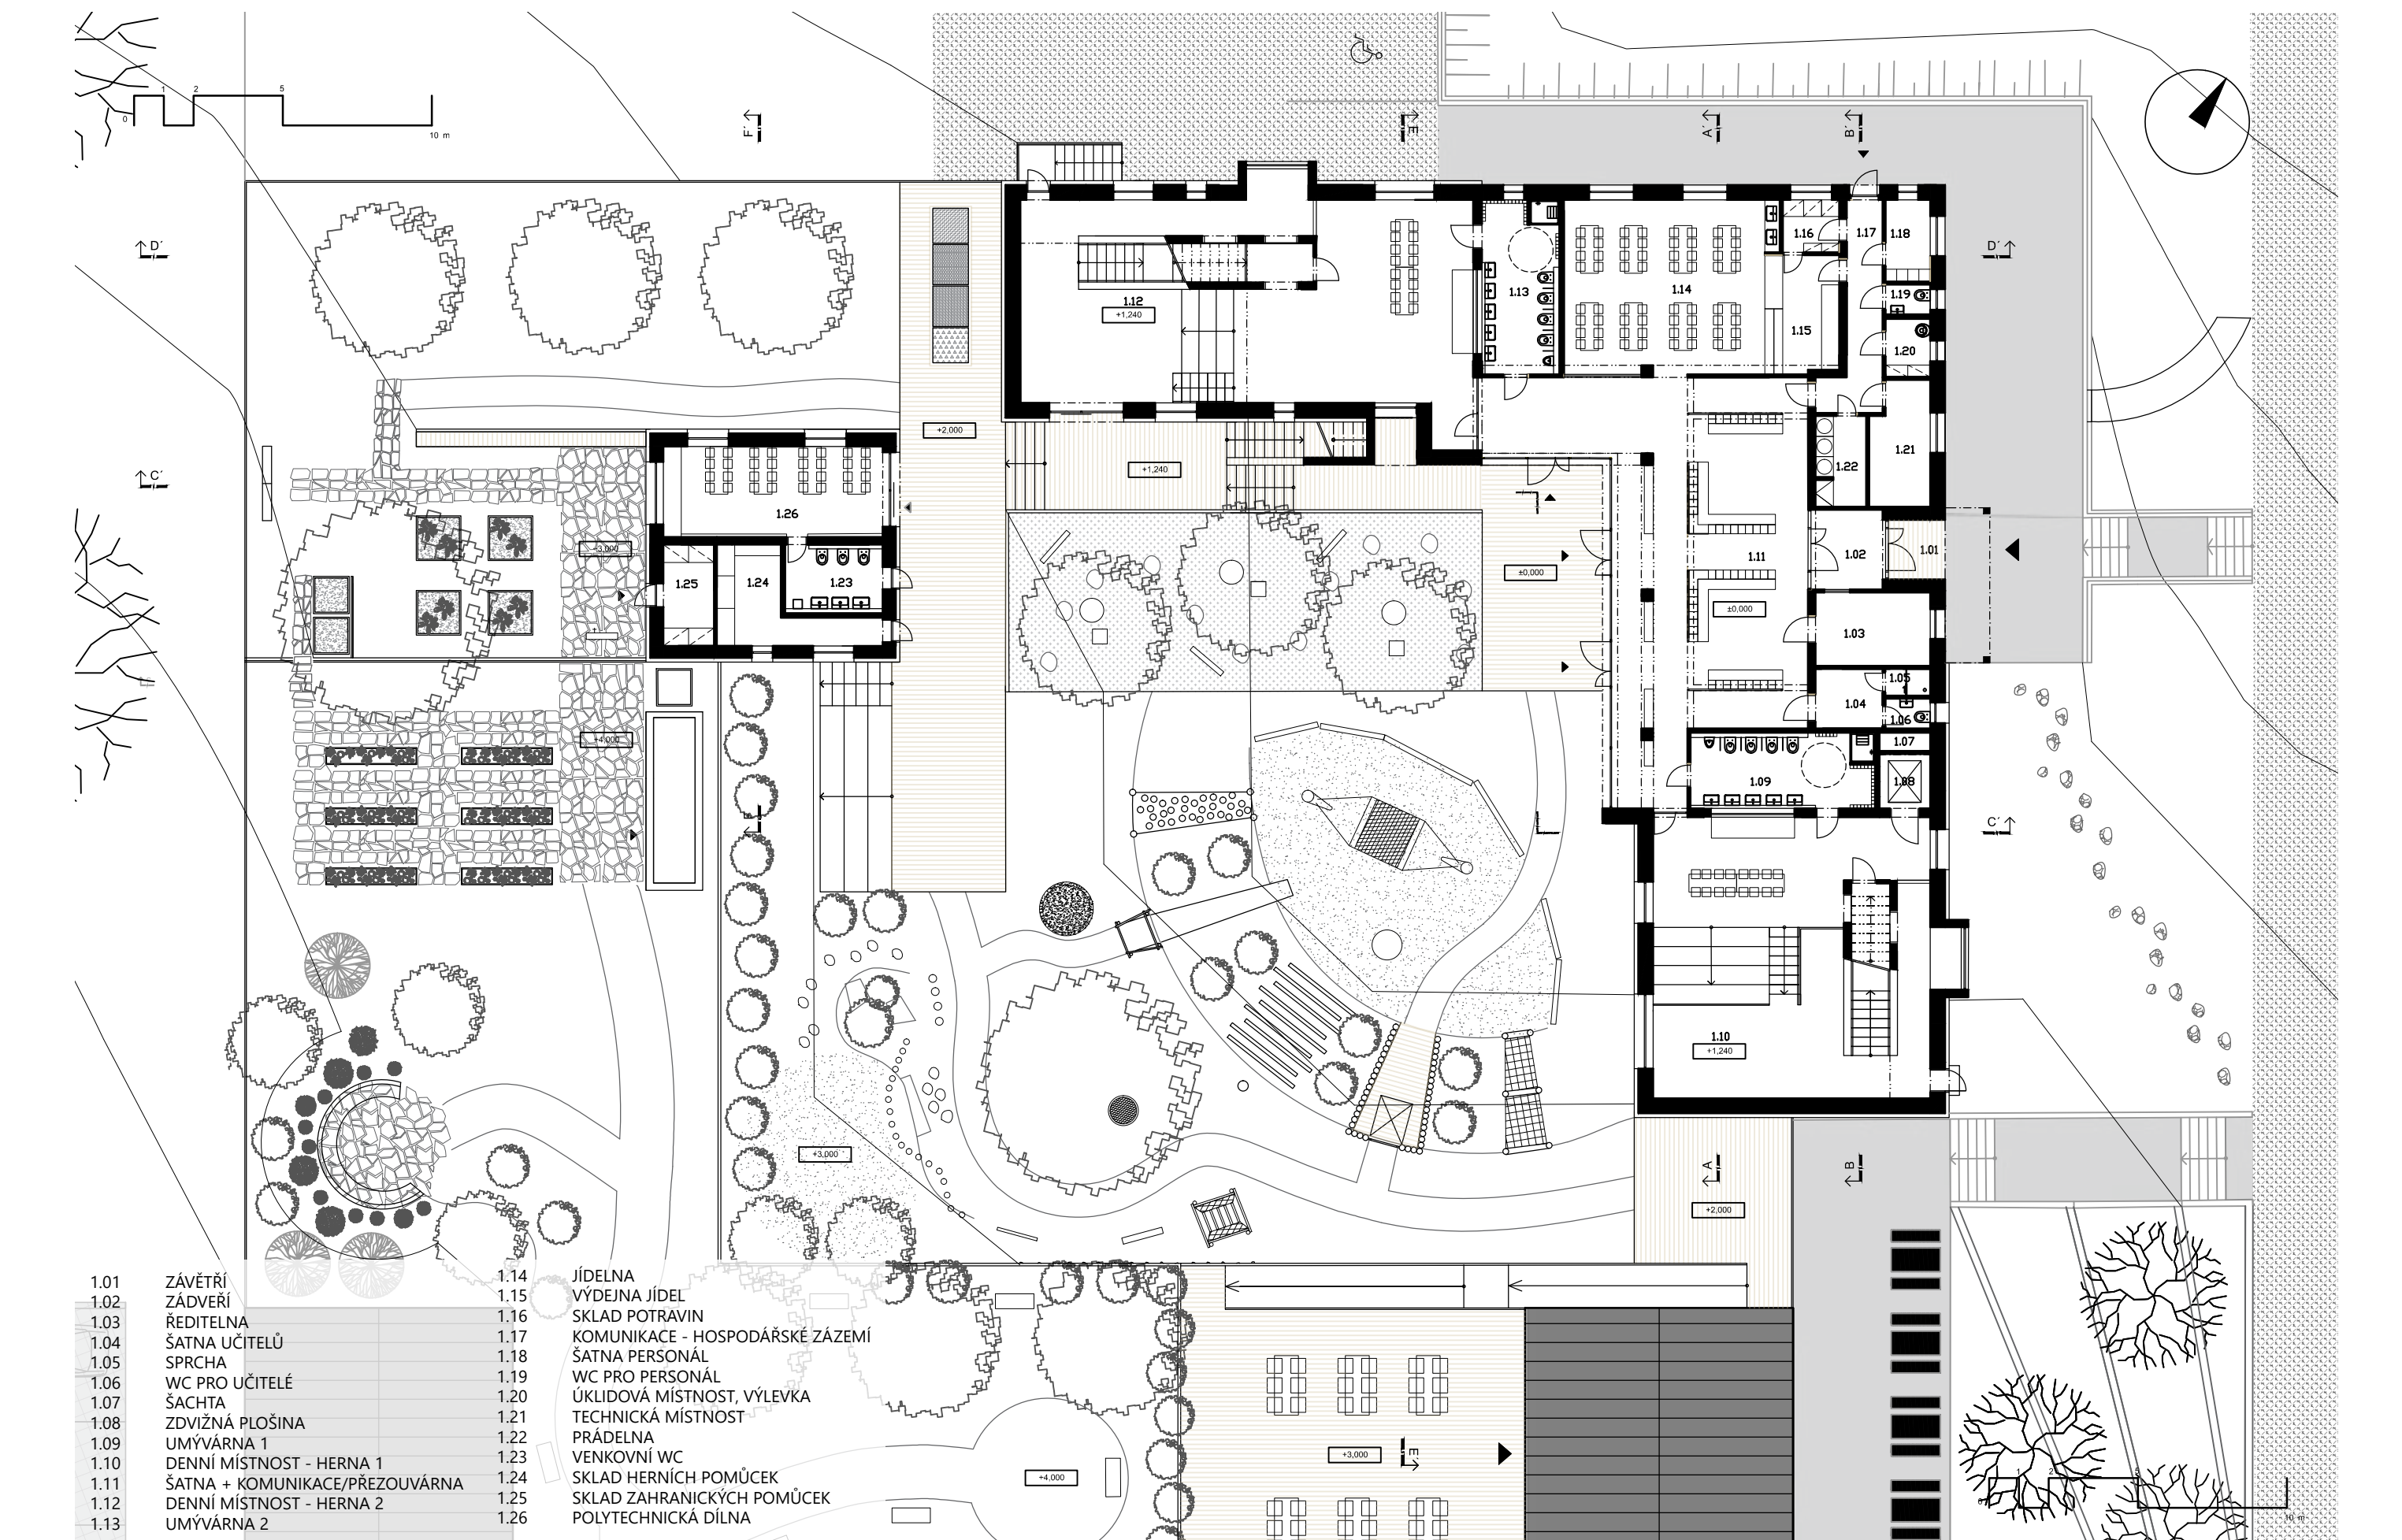 0 1 2 5
10 m
F´
E´
A´
B´
D´
D´
1.16
1.17
1.18
1.12
+1,240
1.13
1.14
1.15
1.19
1.20
+2,000
+1,240
1.21
1.22
C´
1.26
+3,000
1.11
1.02
1.01
1.25
1.24
1.23
±0,000
±0,000
1.03
1.05
1.04
1.06
1.07
+4,000
1.09
1.08
C´
1.10
+1,240
+3,000
A
B
+2,000
1.01 ZÁVĚTŘÍ
1.02 ZÁDVEŘÍ
1.03 ŘEDITELNA
1.04 ŠATNA UČITELŮ
1.05 SPRCHA
1.06 WC PRO UČITELÉ
1.07 ŠACHTA
1.08 ZDVIŽNÁ PLOŠINA
1.09 UMÝVÁRNA 1
1.10 DENNÍ MÍSTNOST - HERNA 1
1.11 ŠATNA + KOMUNIKACE/PŘEZOUVÁRNA
1.12 DENNÍ MÍSTNOST - HERNA 2
1.13 UMÝVÁRNA 2
1.14 JÍDELNA
1.15 VÝDEJNA JÍDEL
1.16 SKLAD POTRAVIN
1.17 KOMUNIKACE - HOSPODÁŘSKÉ ZÁZEMÍ
1.18 ŠATNA PERSONÁL
1.19 WC PRO PERSONÁL
1.20 ÚKLIDOVÁ MÍSTNOST, VÝLEVKA
1.21 TECHNICKÁ MÍSTNOST
1.22 PRÁDELNA
1.23 VENKOVNÍ WC
1.24 SKLAD HERNÍCH POMŮCEK
1.25 SKLAD ZAHRANICKÝCH POMŮCEK
1.26 POLYTECHNICKÁ DÍLNA
+4,000
+3,000
E´
10 m